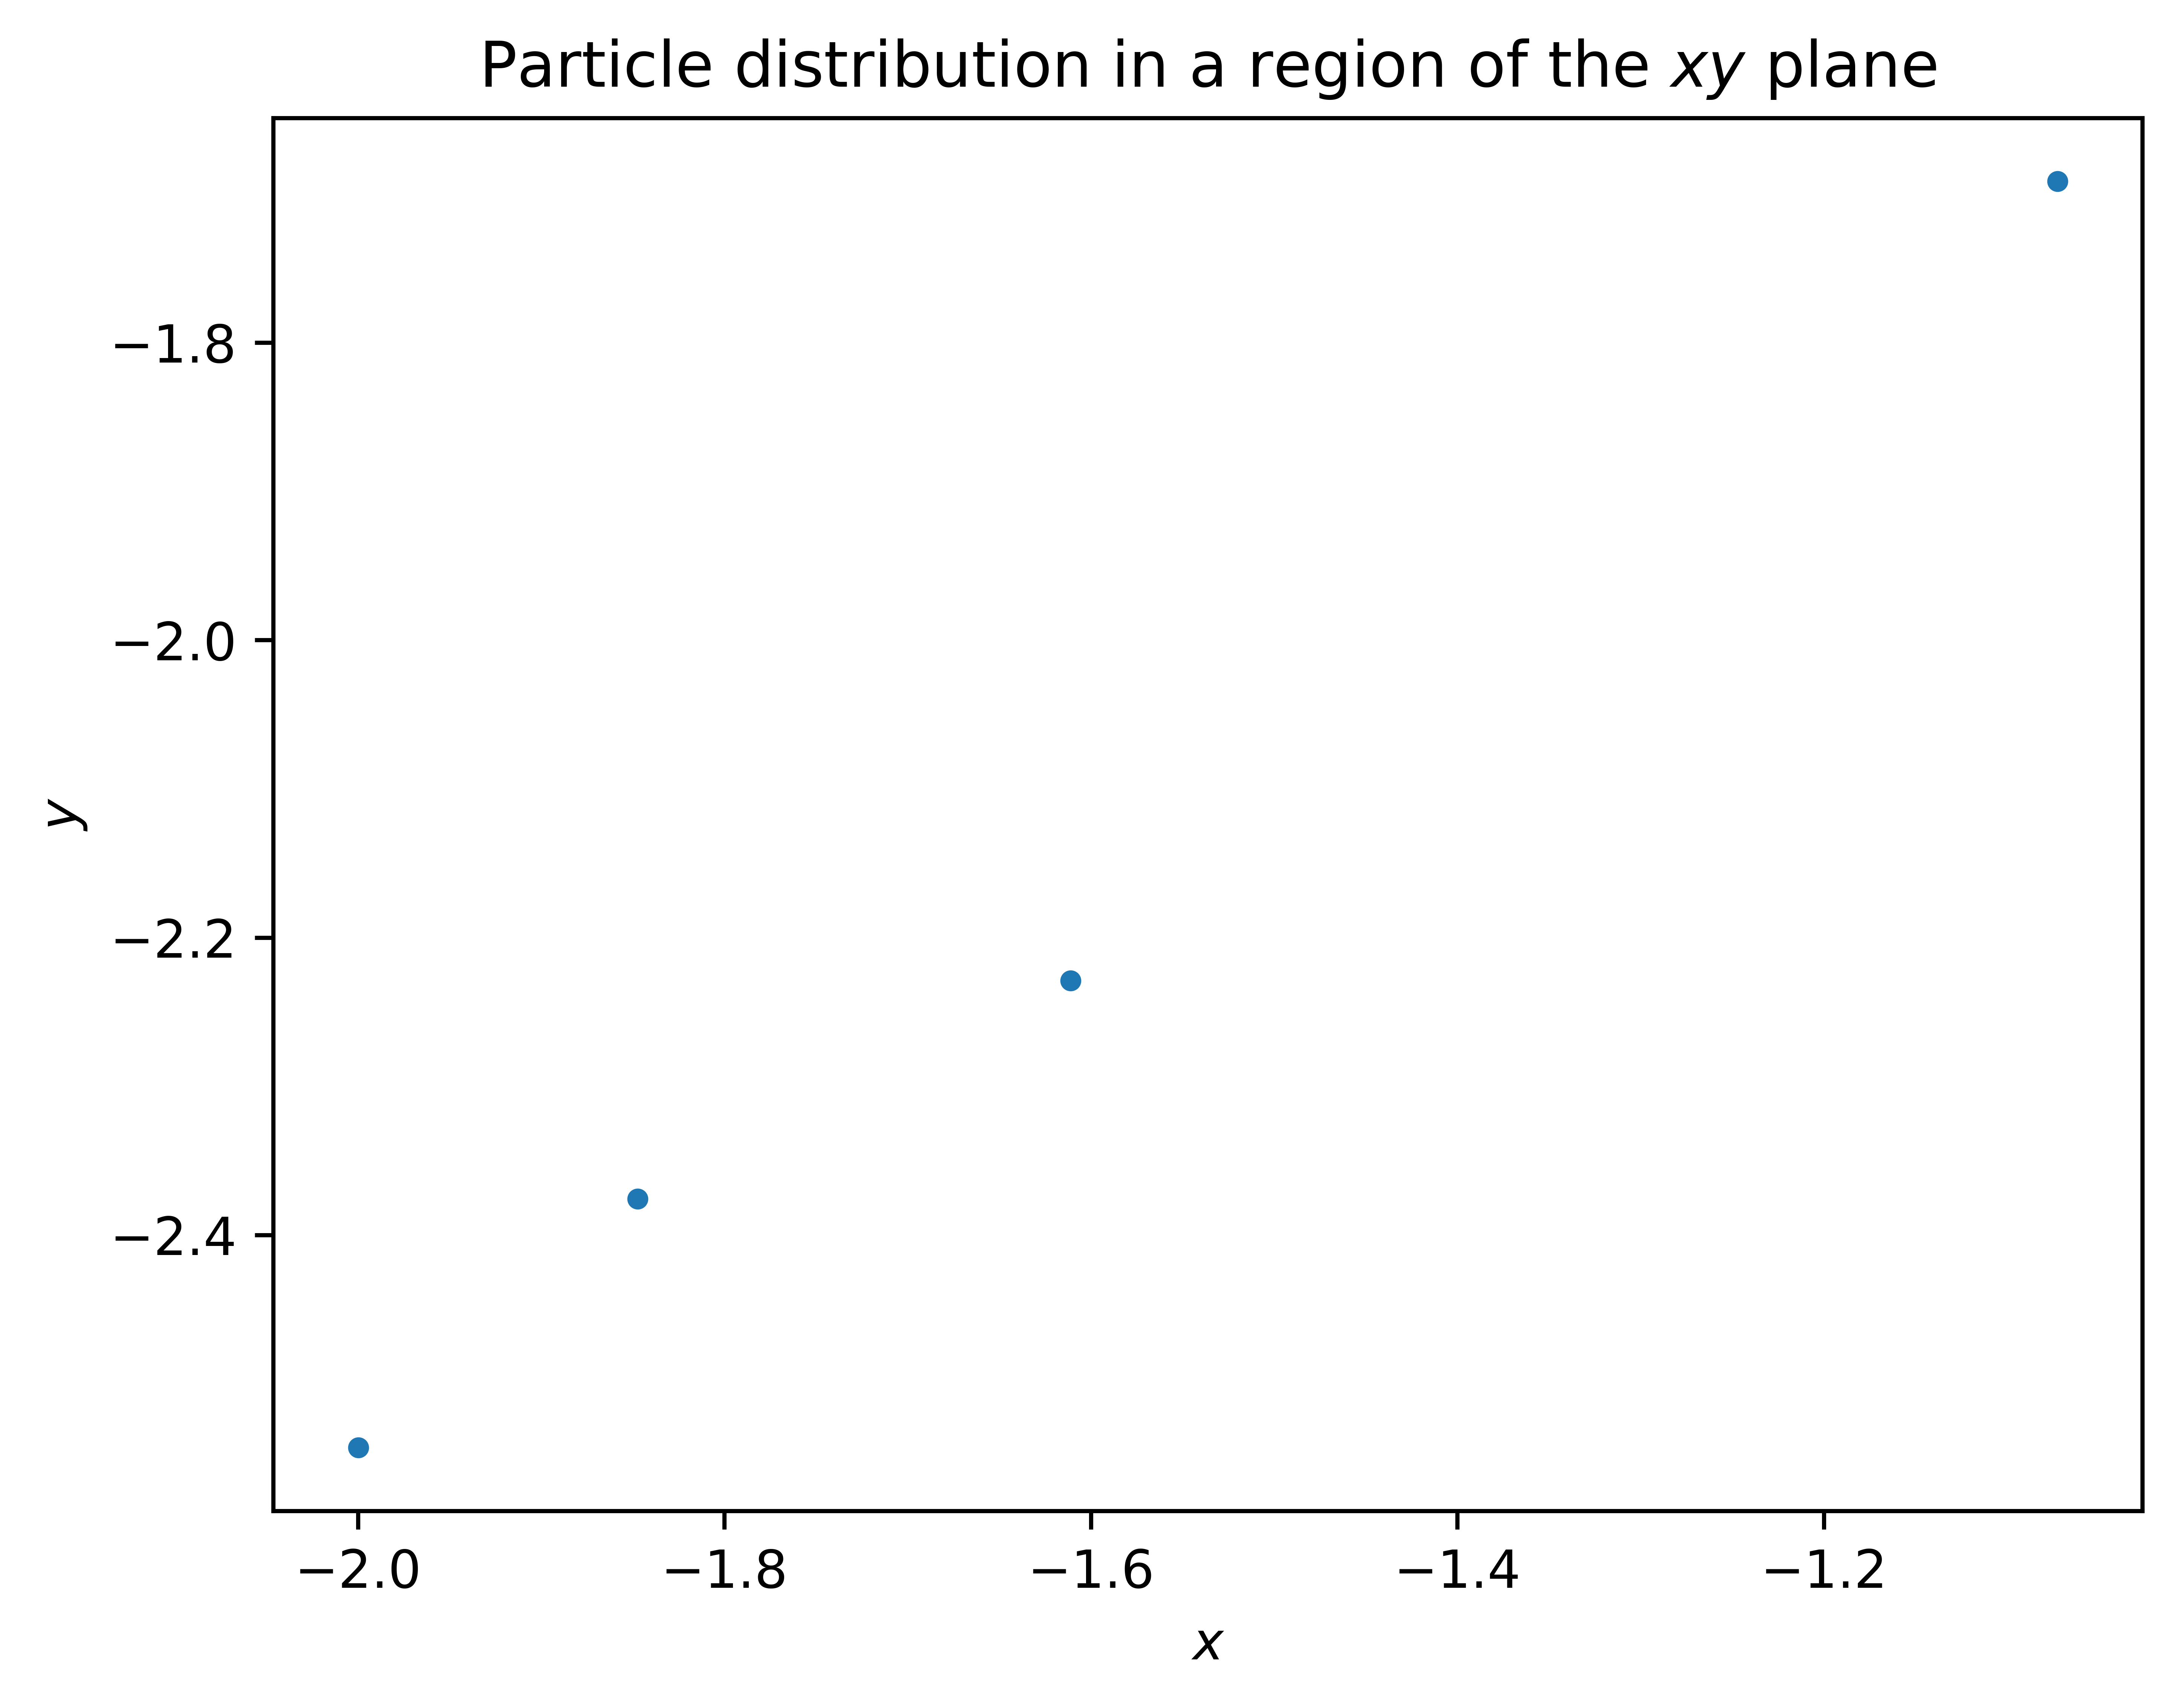 Particle distribution in a region of the xy plane
−1.8
−2.0
−2.2
−2.4
y
−2.0 −1.8 −1.6 −1.4 −1.2
x